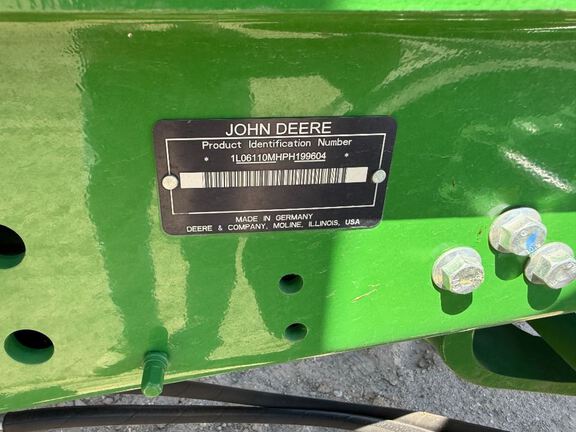 JOHN DEERE
Product Identification Number
* 1L06110MHPH199604 *
MADE IN GERMANY
DEERE & COMPANY, MOLINE, ILLINOIS, USA